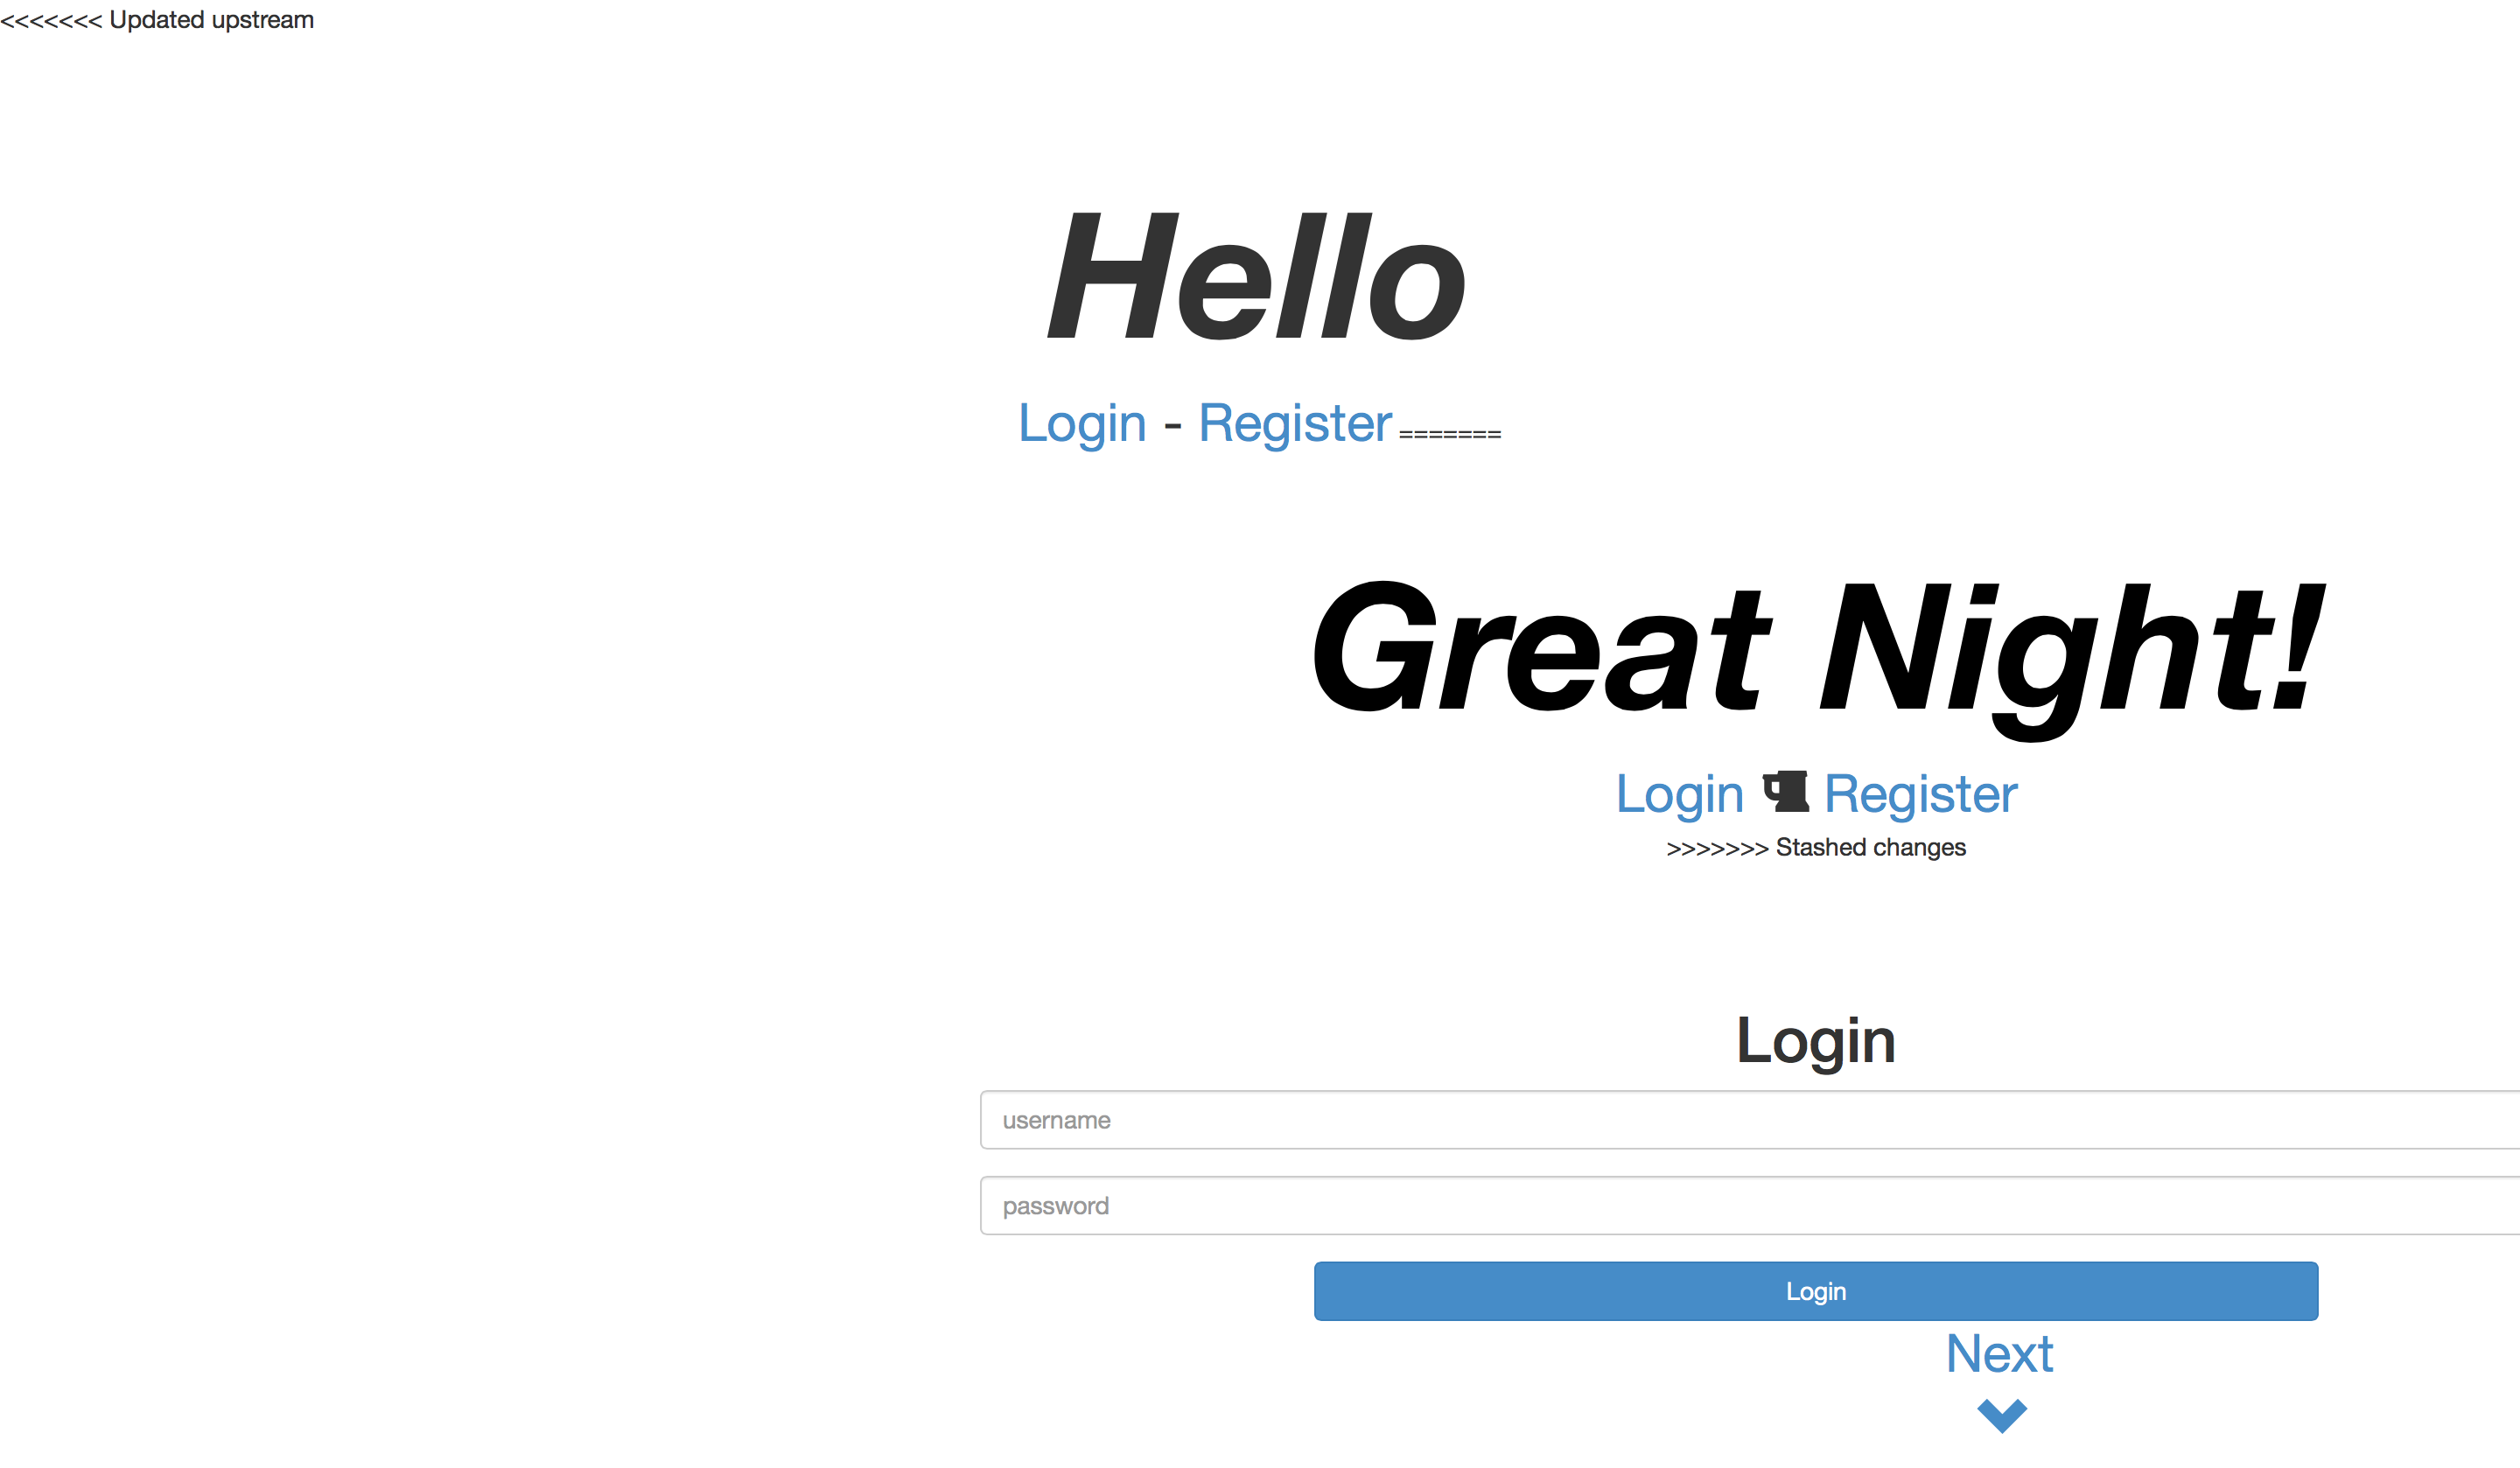 <<<<<<< Updated upstream
Hello
Login - Register =======
Great Night!
Login Register
>>>>>>> Stashed changes
Login
username
password
Login
Next